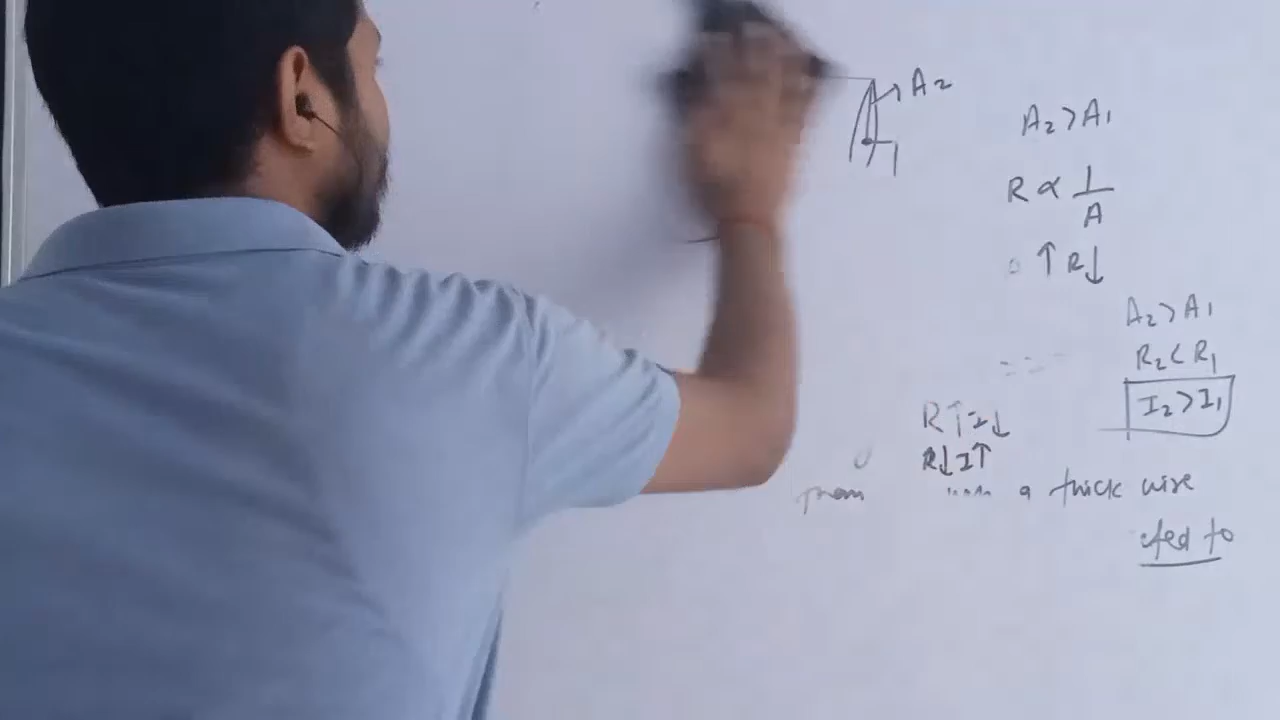 A₂
A₂ > A₁
R ∝ 1/A
↑ R↓
A₂ > A₁
R₂ < R₁
I₂ > I₁
R↑ I↓
R↓ I↑
a thick wire
cted to